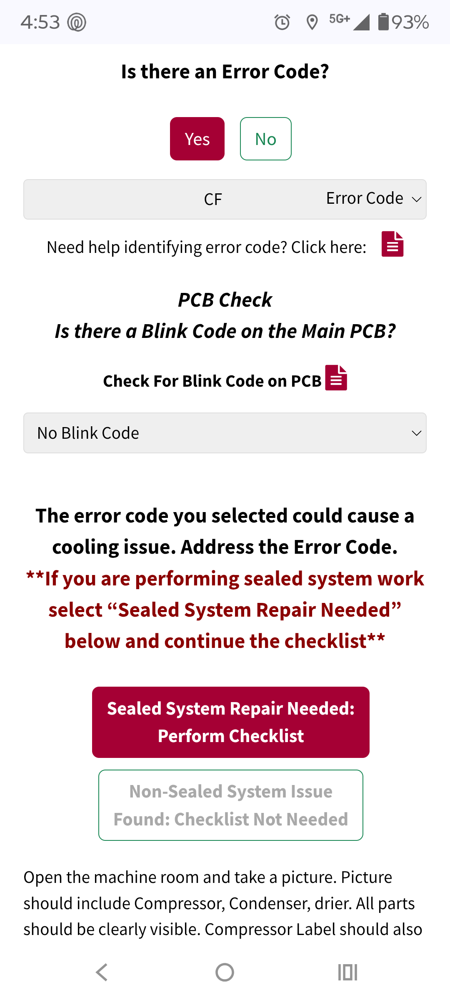 4:53 5G+ 93%
Is there an Error Code?
Yes No
CF Error Code
Need help identifying error code? Click here:
PCB Check
Is there a Blink Code on the Main PCB?
Check For Blink Code on PCB
No Blink Code
The error code you selected could cause a
cooling issue. Address the Error Code.
**If you are performing sealed system work
select “Sealed System Repair Needed”
below and continue the checklist**
Sealed System Repair Needed:
Perform Checklist
Non-Sealed System Issue
Found: Checklist Not Needed
Open the machine room and take a picture. Picture
should include Compressor, Condenser, drier. All parts
should be clearly visible. Compressor Label should also